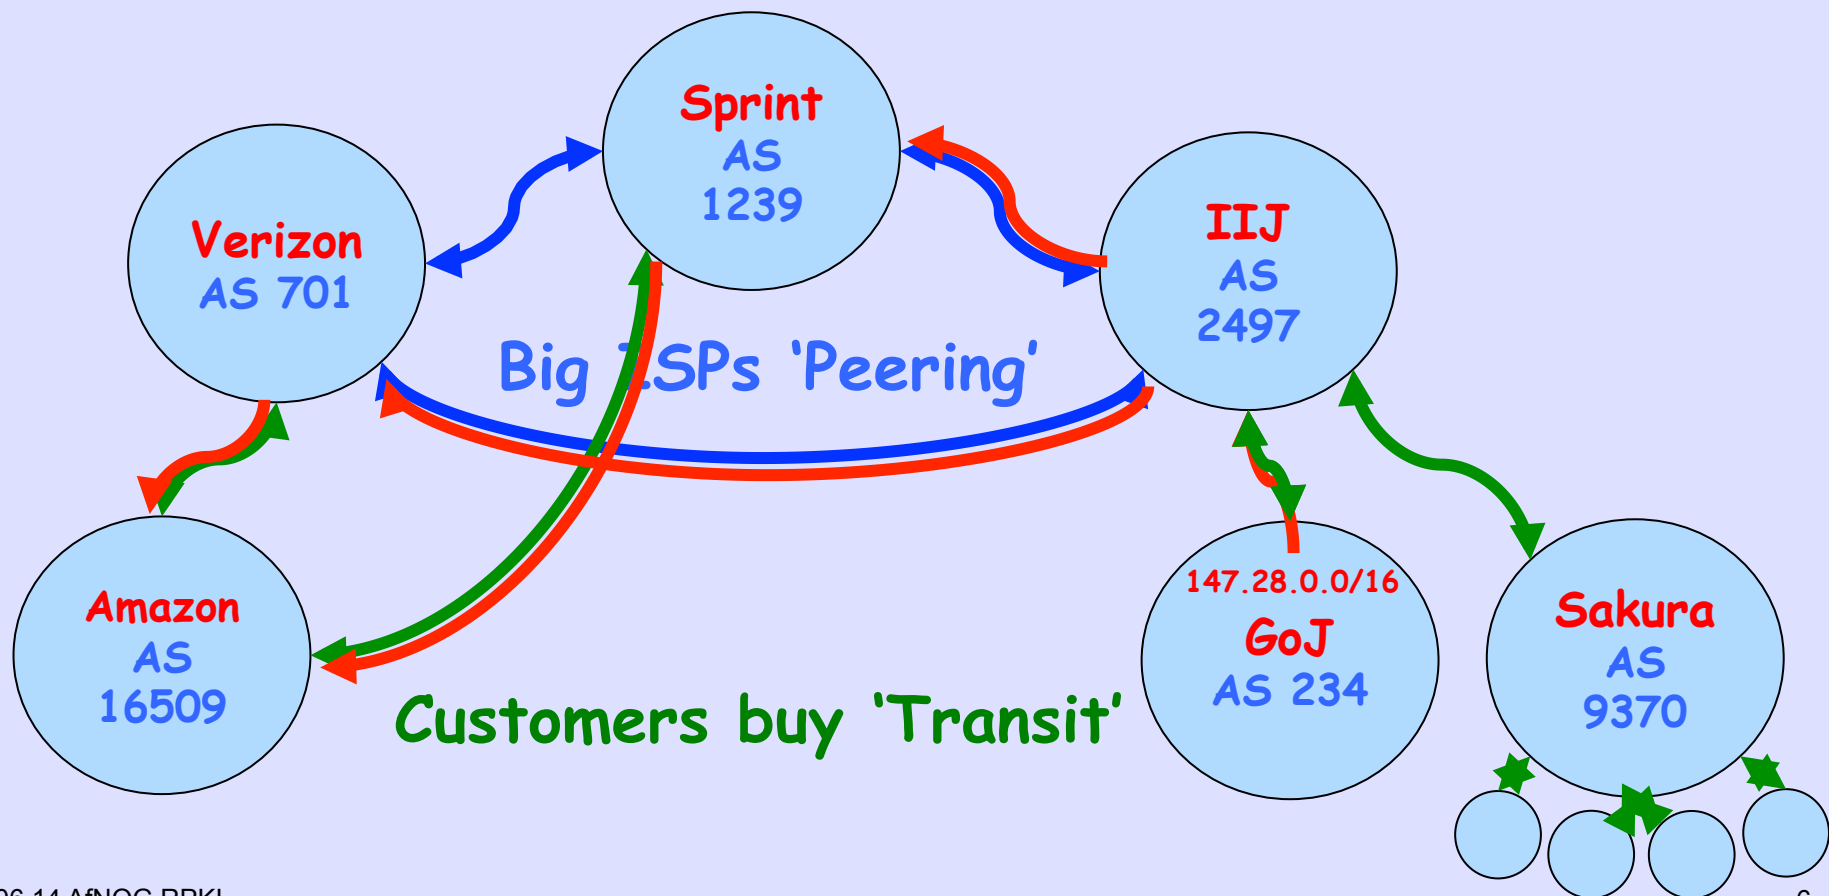 Sprint
AS
1239
Verizon
AS 701
IIJ
AS
2497
Big ISPs ‘Peering’
147.28.0.0/16
GoJ
AS 234
Amazon
AS
16509
Sakura
AS
9370
Customers buy ‘Transit’